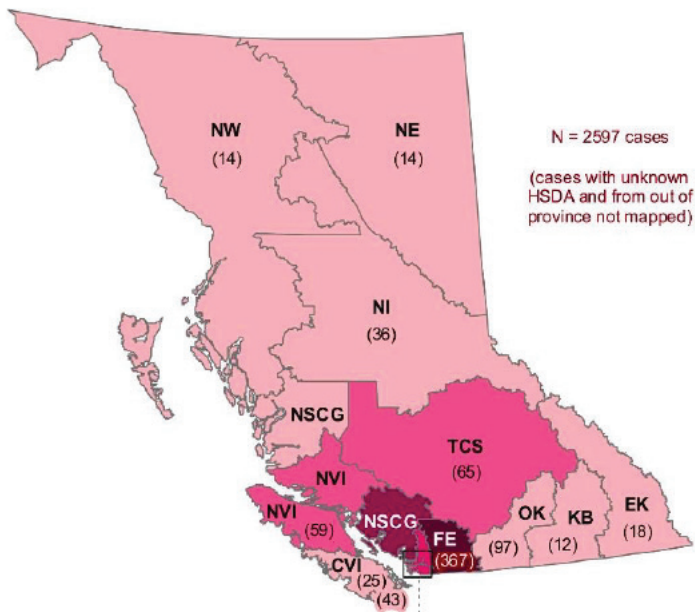 NW
(14)
NE
(14)
N = 2597 cases
(cases with unknown
HSDA and from out of
province not mapped)
NI
(36)
NSCG
TCS
(65)
NVI
NVI
(59)
NSCG
FE
(367)
OK
(97)
KB
(12)
EK
(18)
CVI
(25)
(43)